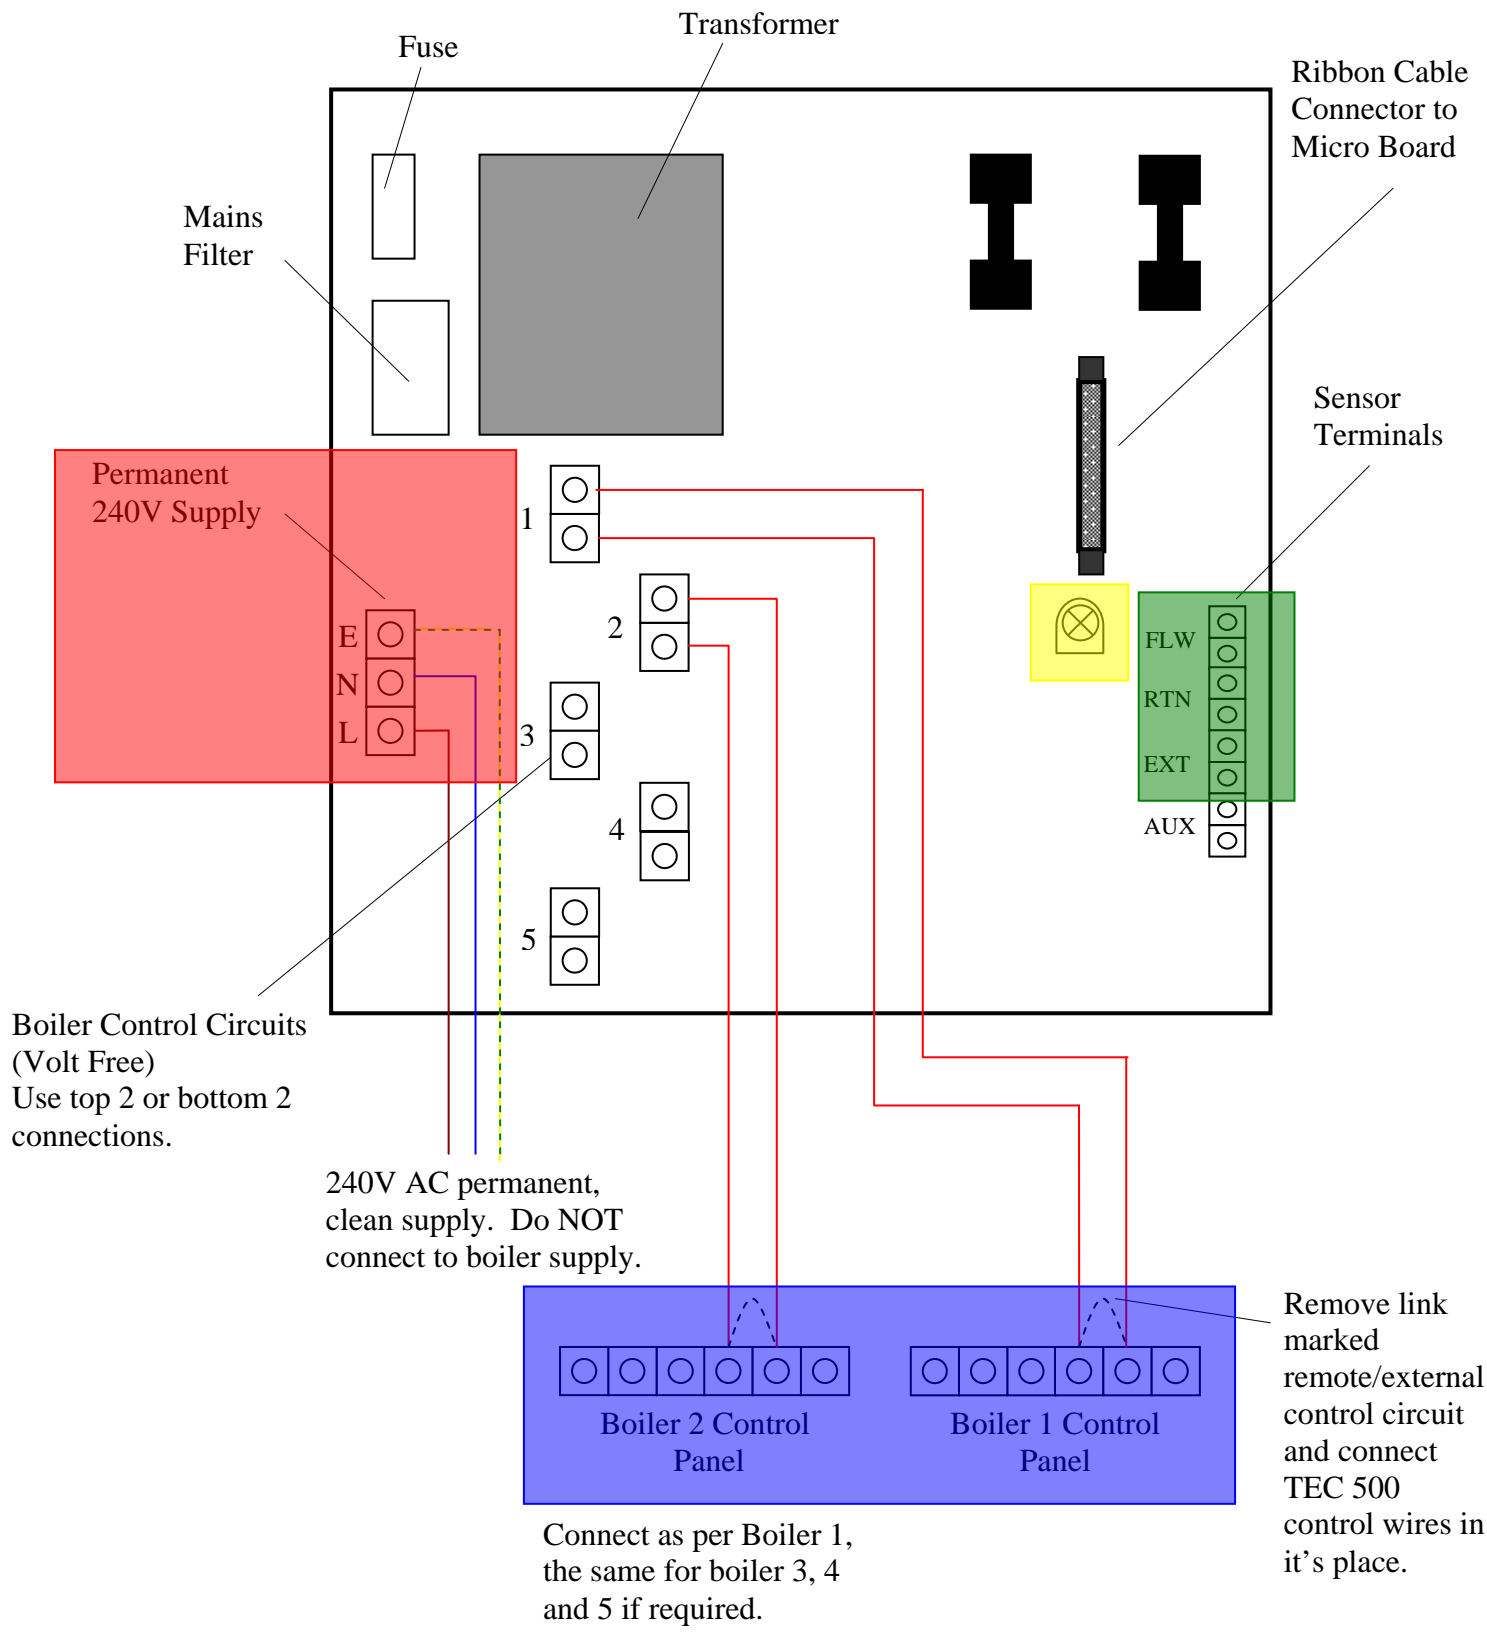 Transformer
Fuse
Ribbon Cable
Connector to
Micro Board
Mains
Filter
Sensor
Terminals
Permanent
240V Supply
1
2
E
N
L
FLW
RTN
EXT
AUX
3
4
5
Boiler Control Circuits
(Volt Free)
Use top 2 or bottom 2
connections.
240V AC permanent,
clean supply.  Do NOT
connect to boiler supply.
Remove link
marked
remote/external
control circuit
and connect
TEC 500
control wires in
it’s place.
Boiler 2 Control
Panel
Boiler 1 Control
Panel
Connect as per Boiler 1,
the same for boiler 3, 4
and 5 if required.